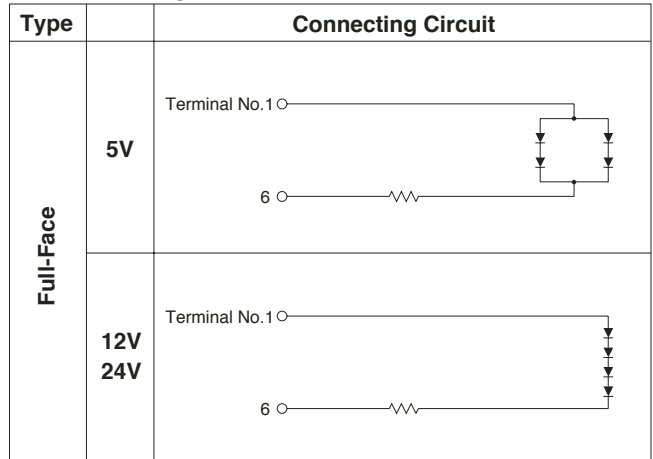 Type
Connecting Circuit
Full-Face
5V
Terminal No.1
6
12V
24V
Terminal No.1
6